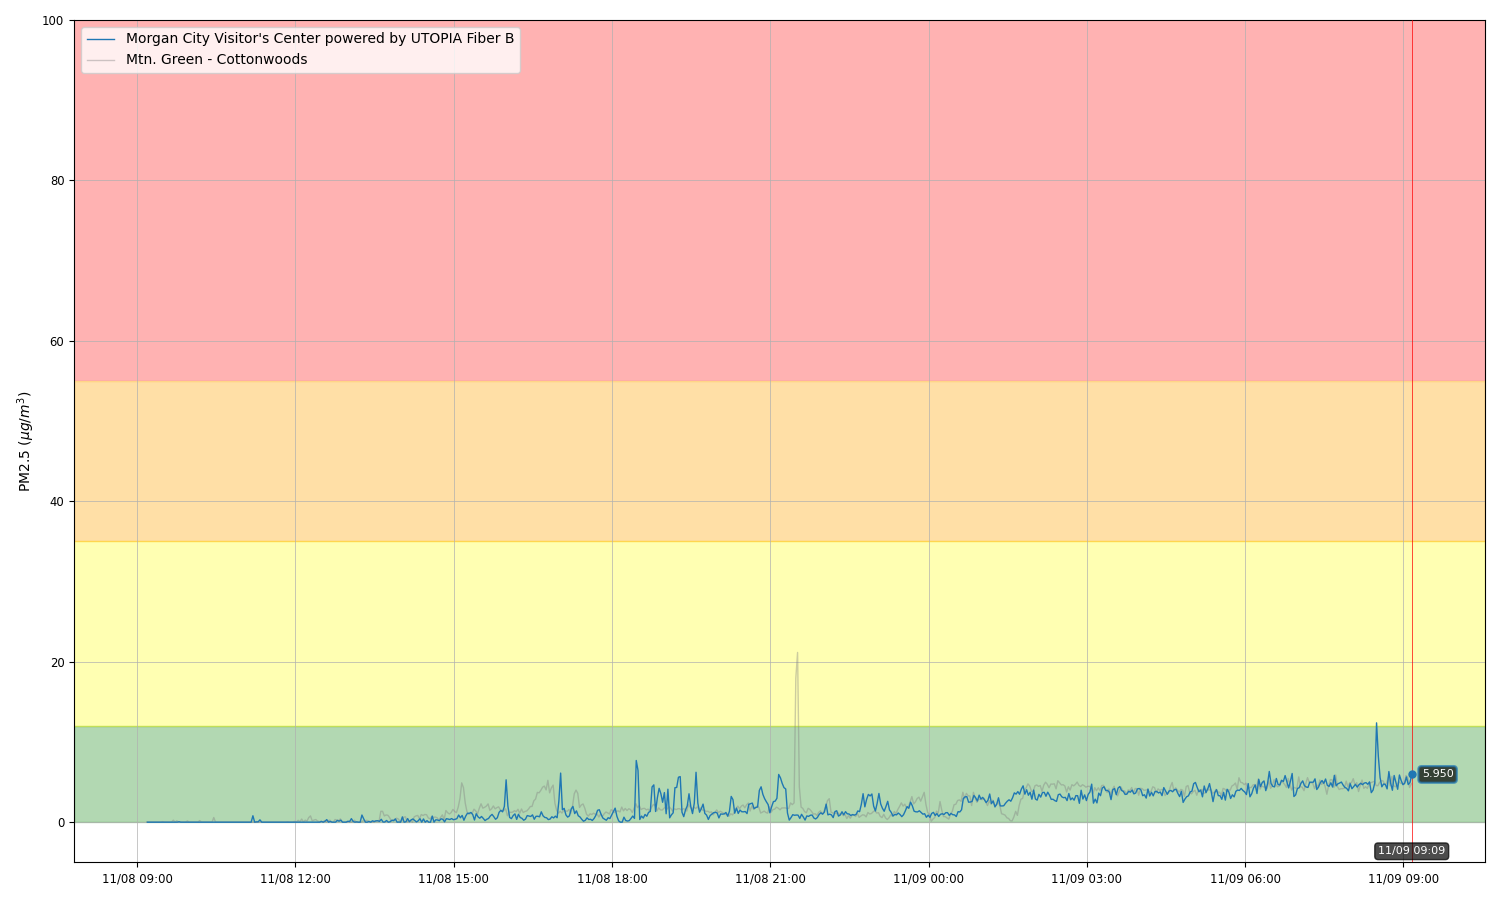 100
Morgan City Visitor's Center powered by UTOPIA Fiber B
Mtn. Green - Cottonwoods
80
60
PM2.5 (μg/m³)
40
20
5.950
0
11/09 09:09
11/08 09:00 11/08 12:00 11/08 15:00 11/08 18:00 11/08 21:00 11/09 00:00 11/09 03:00 11/09 06:00 11/09 09:00